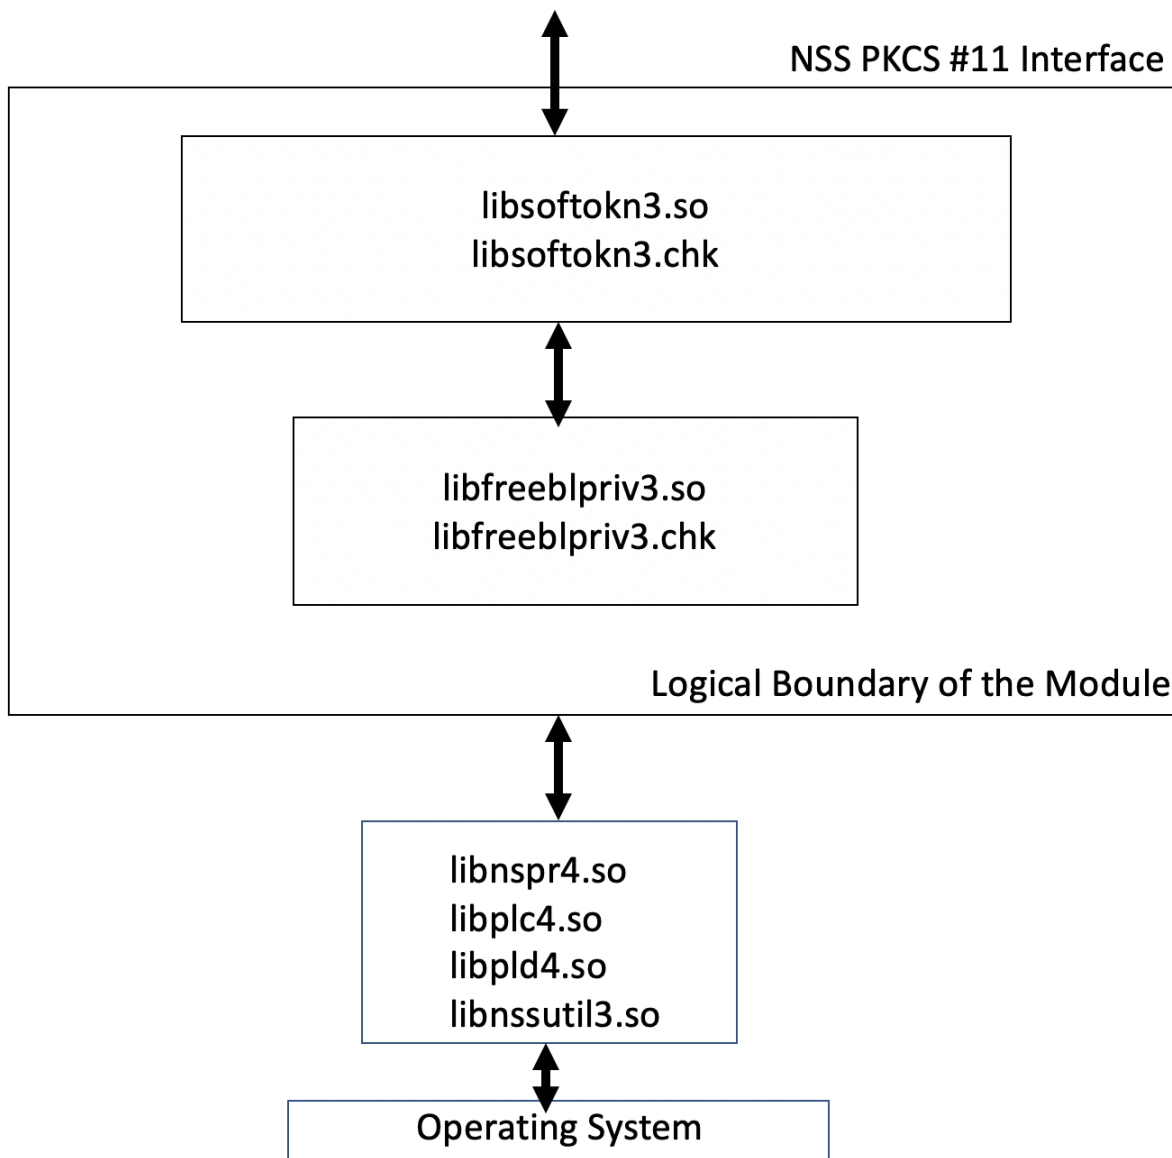 NSS PKCS #11 Interface
libsoftokn3.so
libsoftokn3.chk
libfreeblpriv3.so
libfreeblpriv3.chk
Logical Boundary of the Module
libnspr4.so
libplc4.so
libpld4.so
libnssutil3.so
Operating System